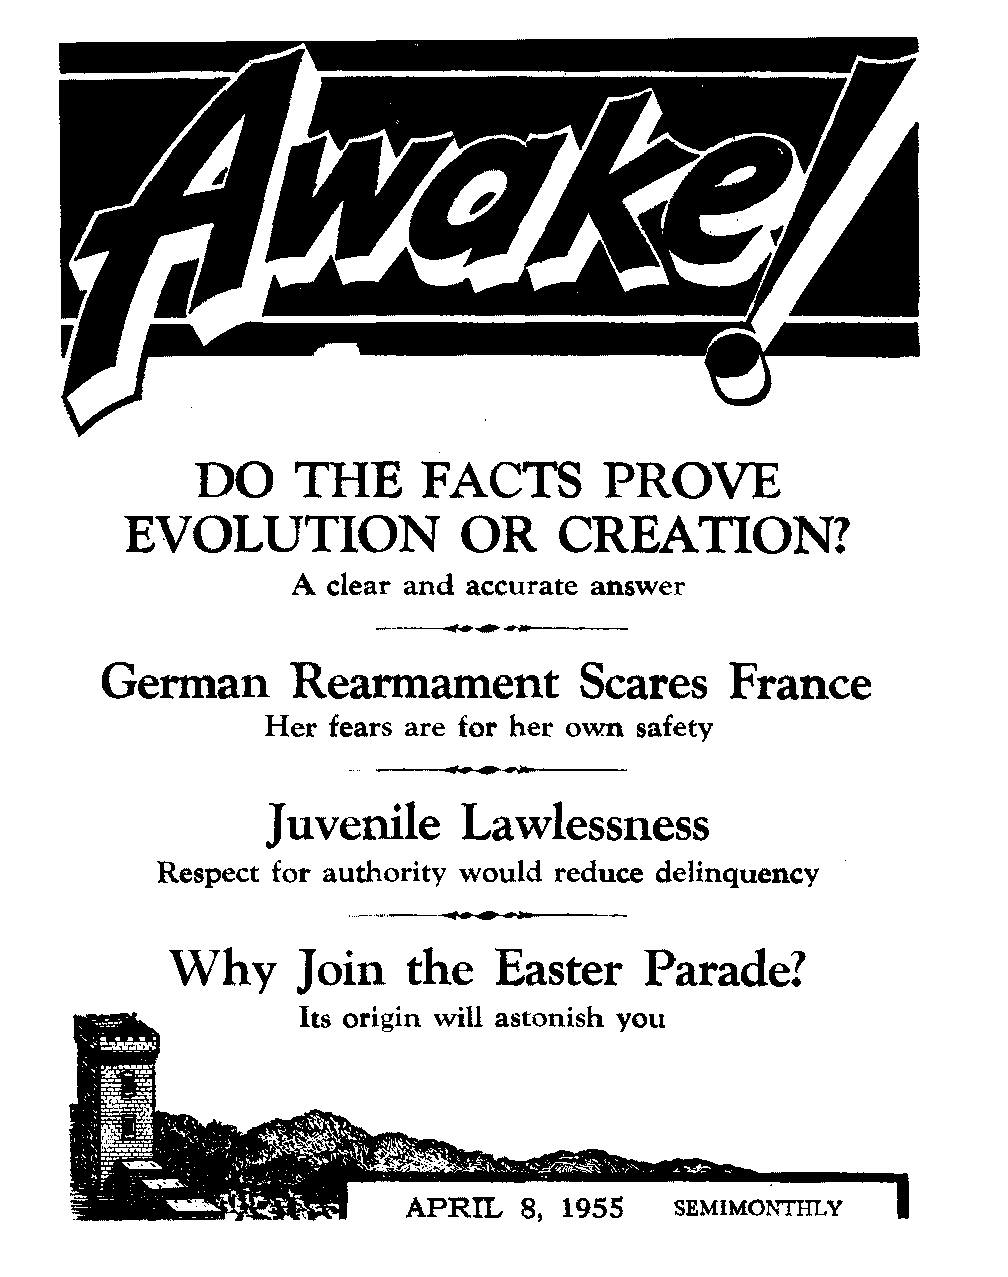 Awake!
DO THE FACTS PROVE
EVOLUTION OR CREATION?
A clear and accurate answer
German Rearmament Scares France
Her fears are for her own safety
Juvenile Lawlessness
Respect for authority would reduce delinquency
Why Join the Easter Parade?
Its origin will astonish you
APRIL 8, 1955 SEMIMONTHLY